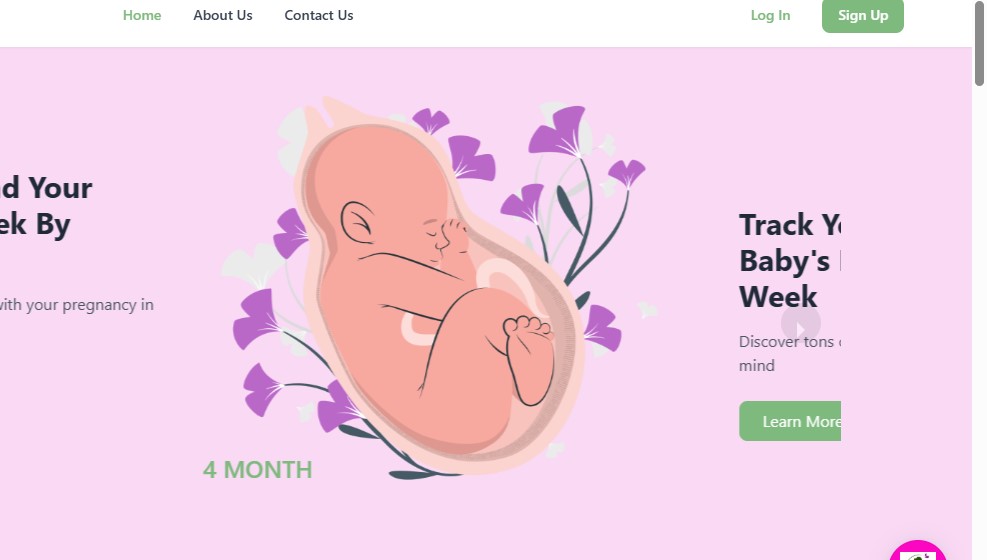 Home About Us Contact Us Log In Sign Up
Your
By
with your pregnancy in
4 MONTH
Track
Baby's
Week
Discover tons
mind
Learn More